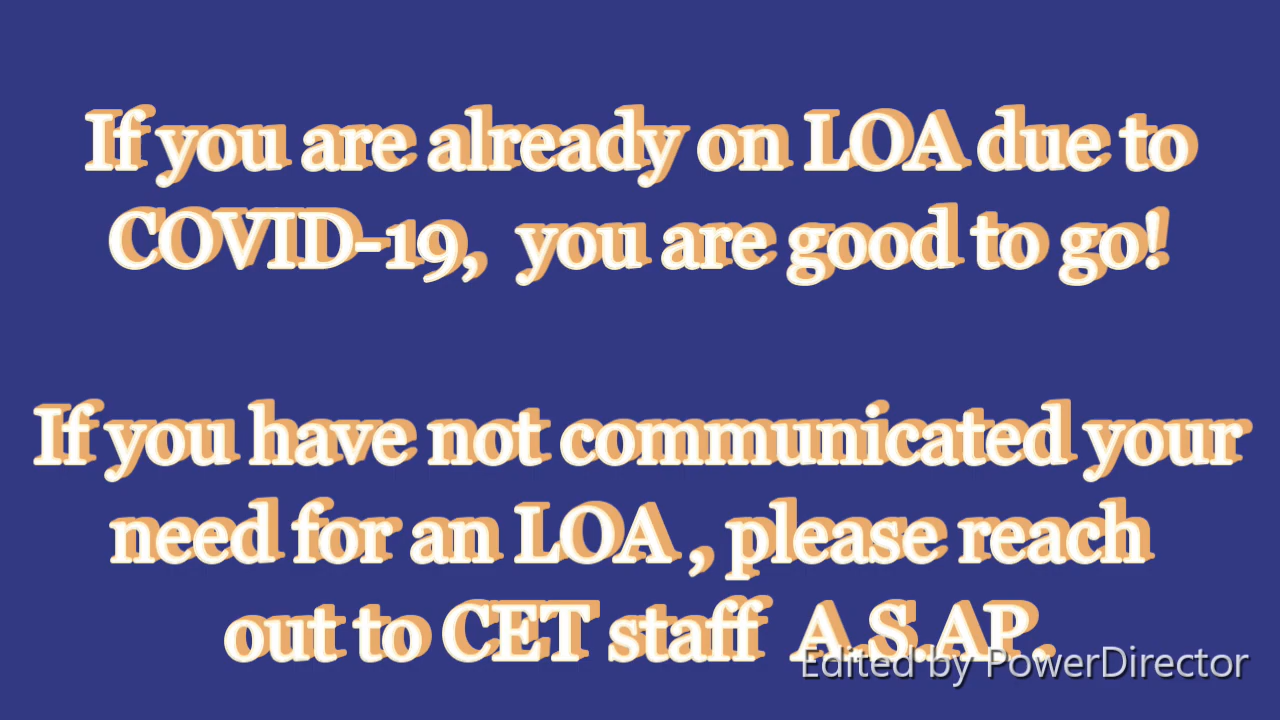 If you are already on LOA due to
COVID-19, you are good to go!
If you have not communicated your
need for an LOA , please reach
out to CET staff A.S.AP.
Edited by PowerDirector